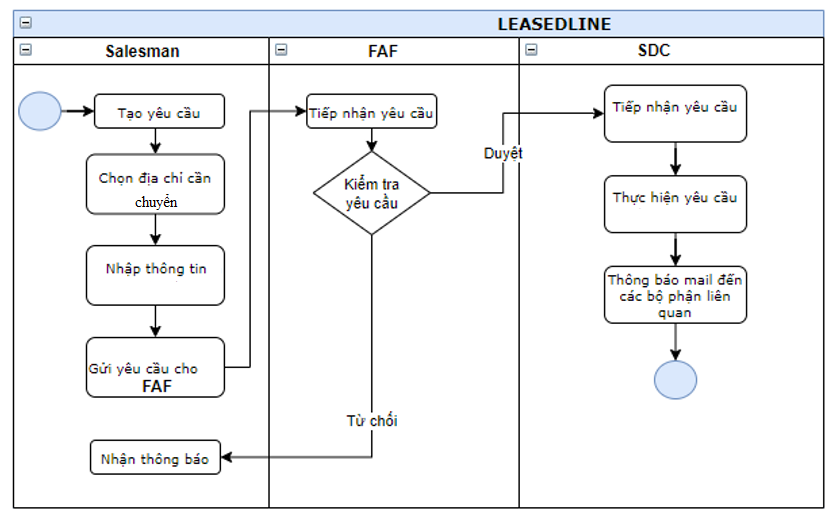 LEASEDLINE
Salesman
FAF
SDC
Tạo yêu cầu
Chọn địa chỉ cần
chuyển
Nhập thông tin
Gửi yêu cầu cho
FAF
Nhận thông báo
Tiếp nhận yêu cầu
Kiểm tra
yêu cầu
Duyệt
Từ chối
Tiếp nhận yêu cầu
Thực hiện yêu cầu
Thông báo mail đến
các bộ phận liên
quan